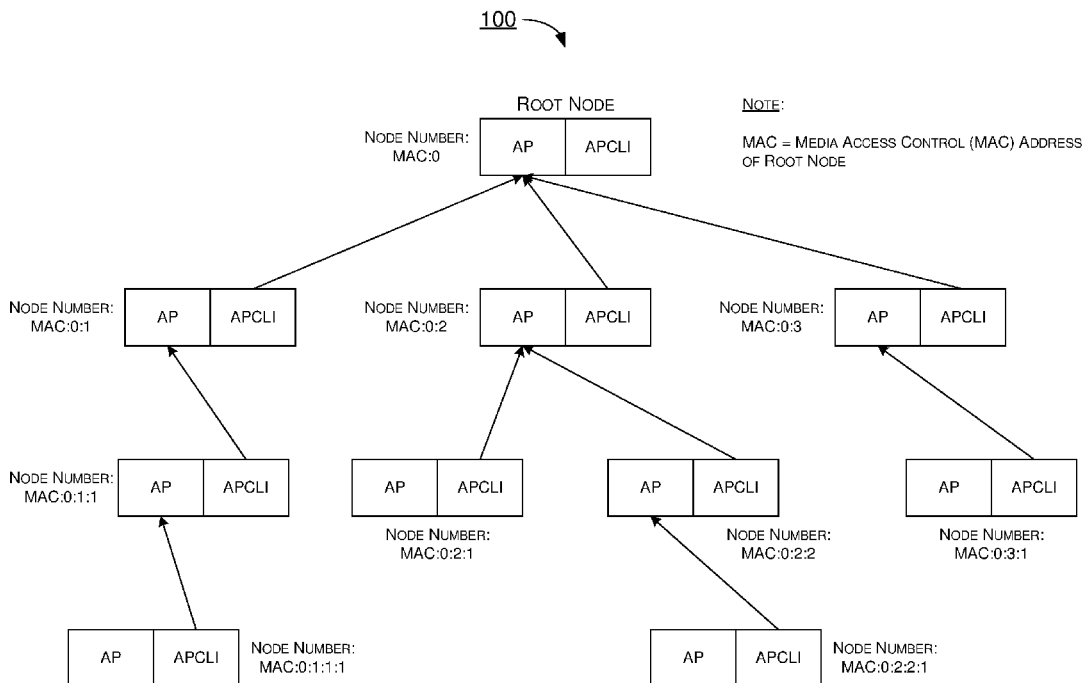 100
ROOT NODE
NODE NUMBER:
MAC:0
AP APCLI
NOTE:
MAC = MEDIA ACCESS CONTROL (MAC) ADDRESS
OF ROOT NODE
NODE NUMBER:
MAC:0:1
AP APCLI
NODE NUMBER:
MAC:0:2
AP APCLI
NODE NUMBER:
MAC:0:3
AP APCLI
NODE NUMBER:
MAC:0:1:1
AP APCLI
AP APCLI
NODE NUMBER:
MAC:0:2:1
AP APCLI
NODE NUMBER:
MAC:0:2:2
AP APCLI
NODE NUMBER:
MAC:0:3:1
AP APCLI
NODE NUMBER:
MAC:0:1:1:1
AP APCLI
NODE NUMBER:
MAC:0:2:2:1